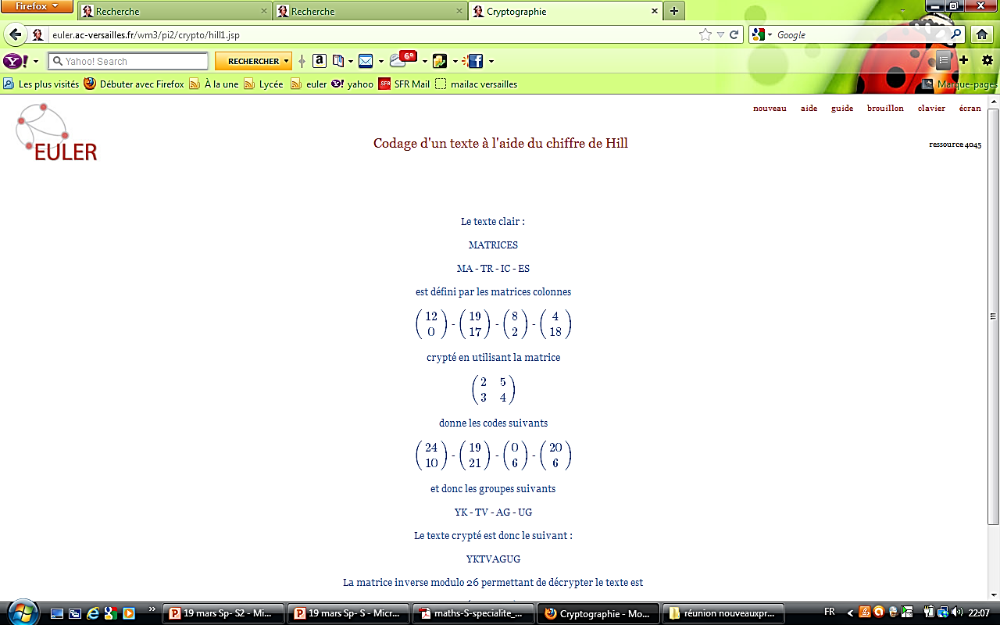 Firefox
Recherche
Recherche
Cryptographie
euler.ac-versailles.fr/wm3/pi2/crypto/hill1.jsp
Google
Yahoo! Search
RECHERCHER
6°
Les plus visités
Débuter avec Firefox
À la une
Lycée
euler
yahoo
SFR Mail
mailac versailles
Marque-pages
nouveau aide guide brouillon clavier écran
EULER
Codage d'un texte à l'aide du chiffre de Hill
ressource 4045
Le texte clair :
MATRICES
MA - TR - IC - ES
est défini par les matrices colonnes
12 - 19 - 8 - 4
0 17 2 18
crypté en utilisant la matrice
2 5
3 4
donne les codes suivants
24 - 19 - 0 - 20
10 21 6 6
et donc les groupes suivants
YK - TV - AG - UG
Le texte crypté est donc le suivant :
YKTVAGUG
La matrice inverse modulo 26 permettant de décrypter le texte est
19 mars Sp- S2 - Mi...
19 mars Sp- S - Micr...
maths-S-specialite_...
Cryptographie - Mo...
réunion nouveauxpr...
FR
22:07